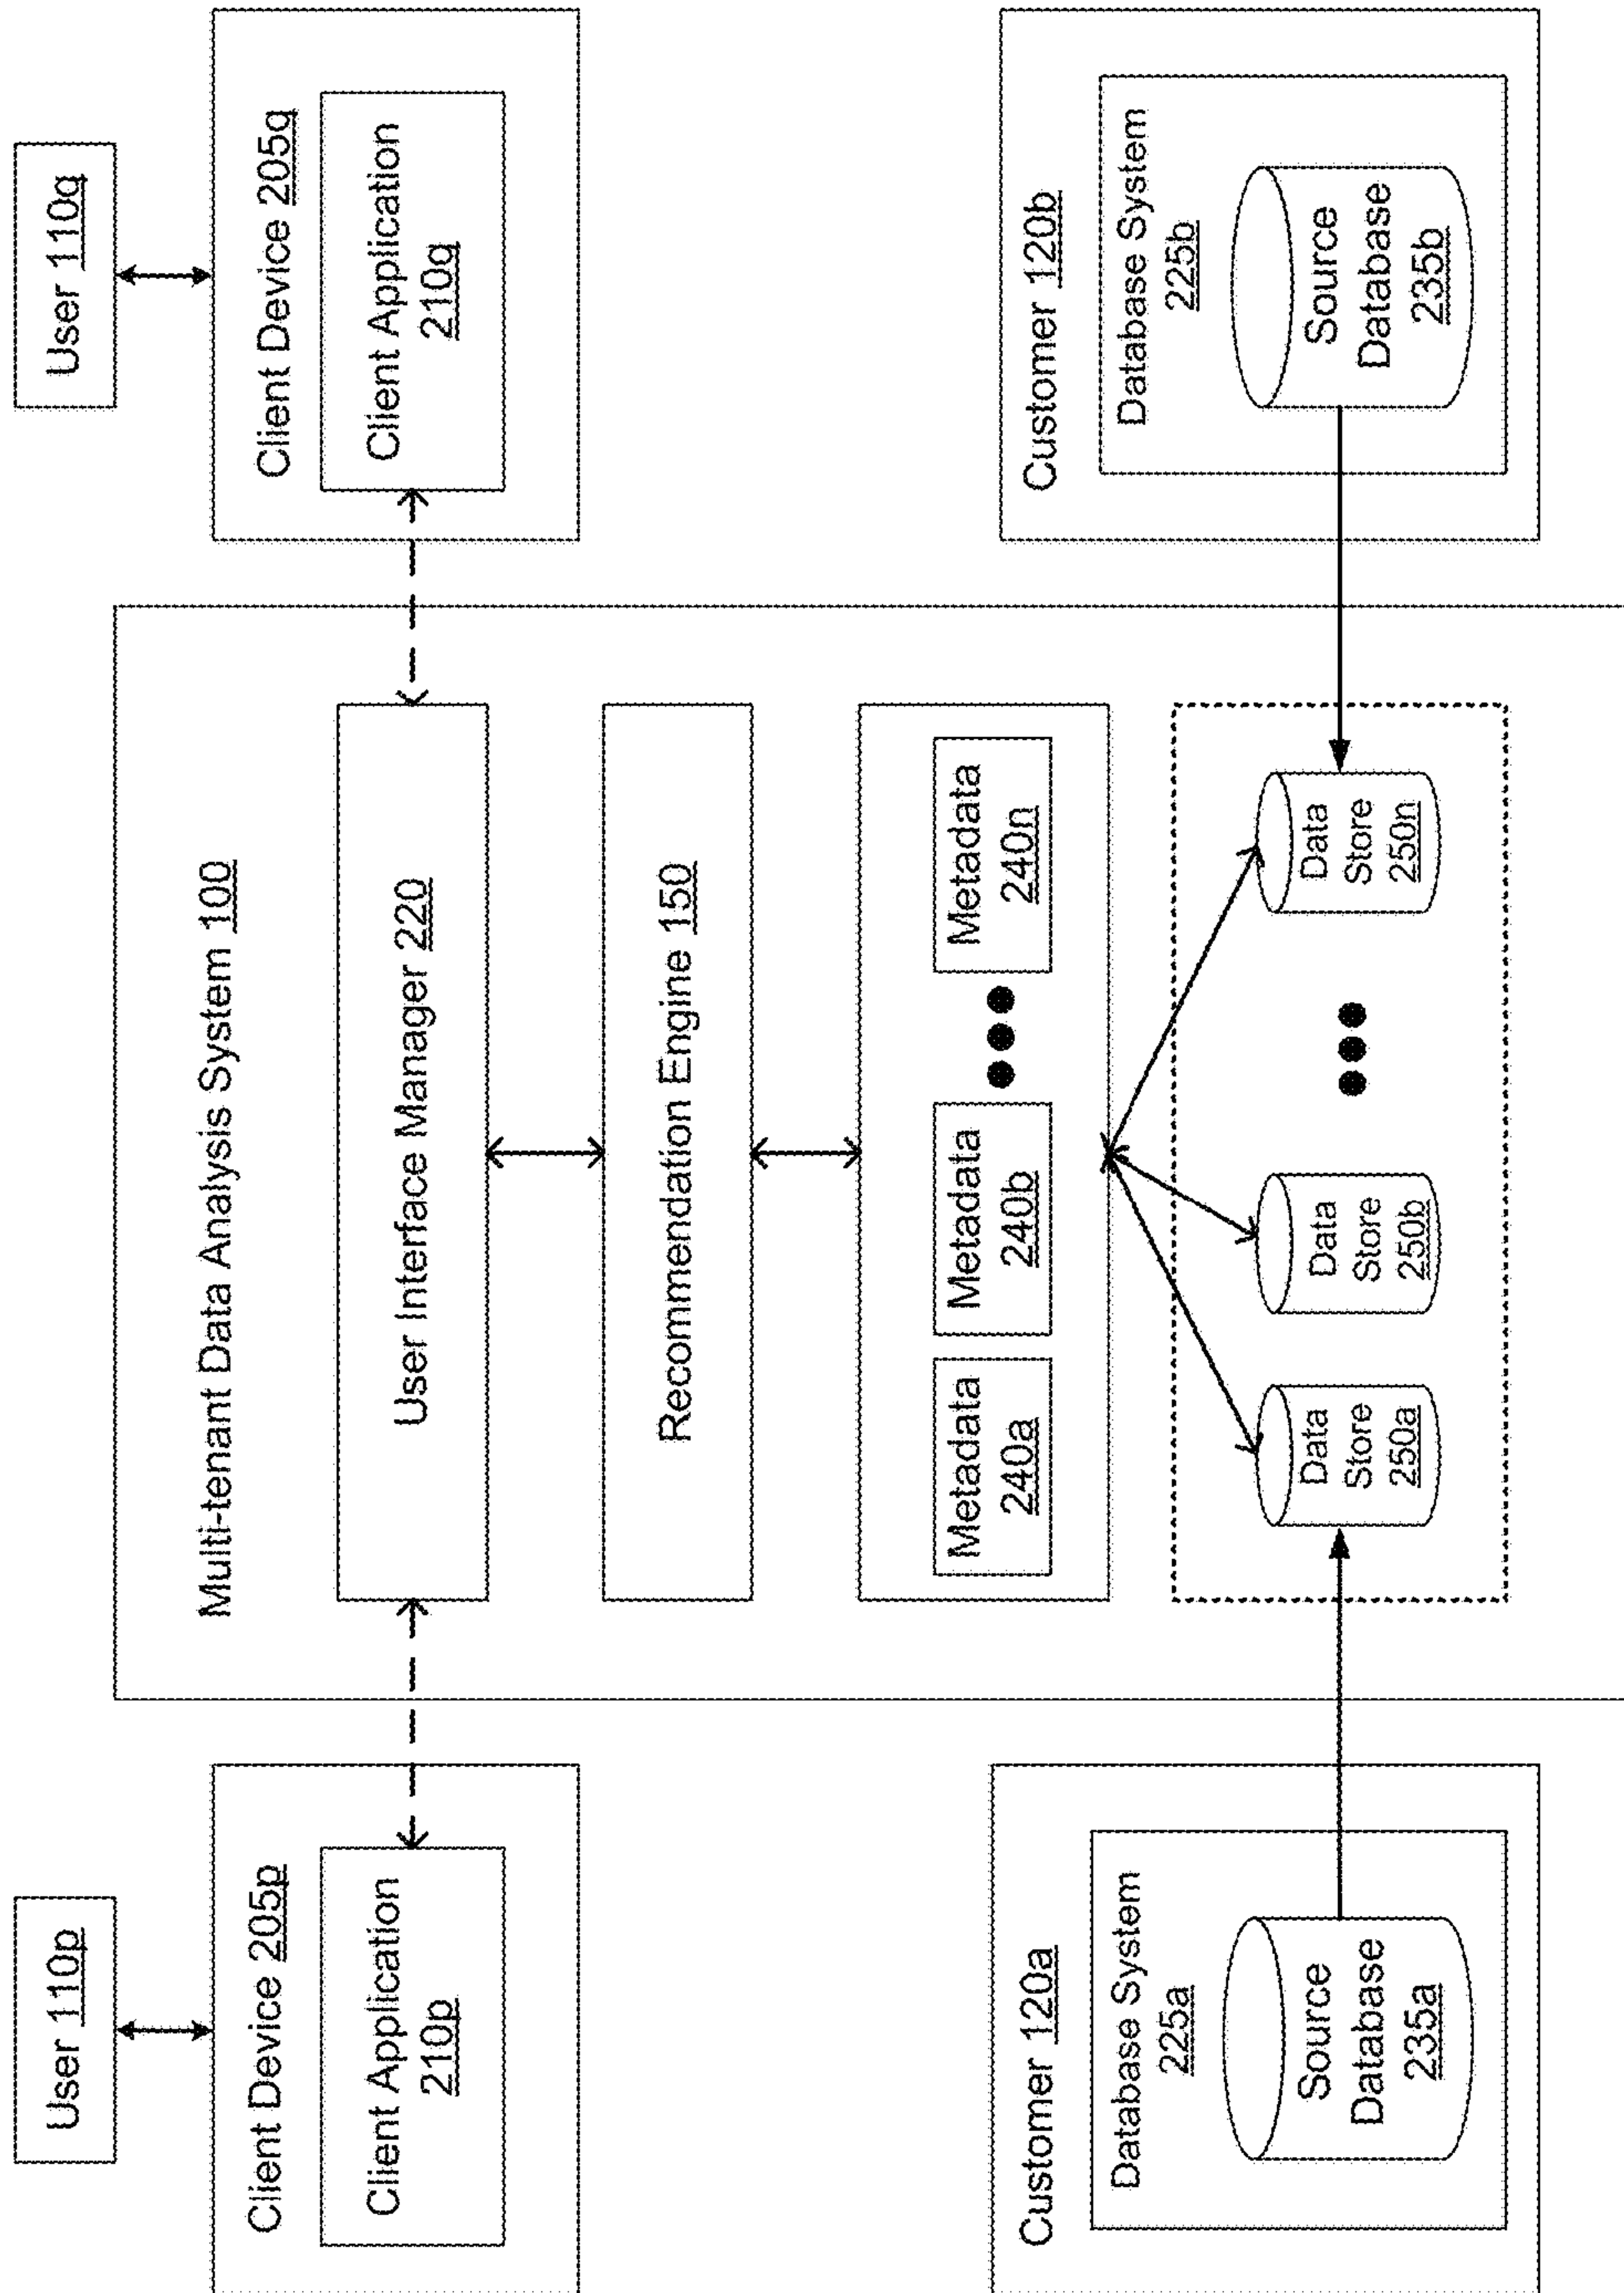 User 110p
Client Device 205p
Client Application
210p
Multi-tenant Data Analysis System 100
User Interface Manager 220
Recommendation Engine 150
Metadata
240a
Metadata
240b
Metadata
240n
Data
Store
250a
Data
Store
250b
Data
Store
250n
User 110q
Client Device 205q
Client Application
210q
Customer 120a
Database System
225a
Source
Database
235a
Customer 120b
Database System
225b
Source
Database
235b